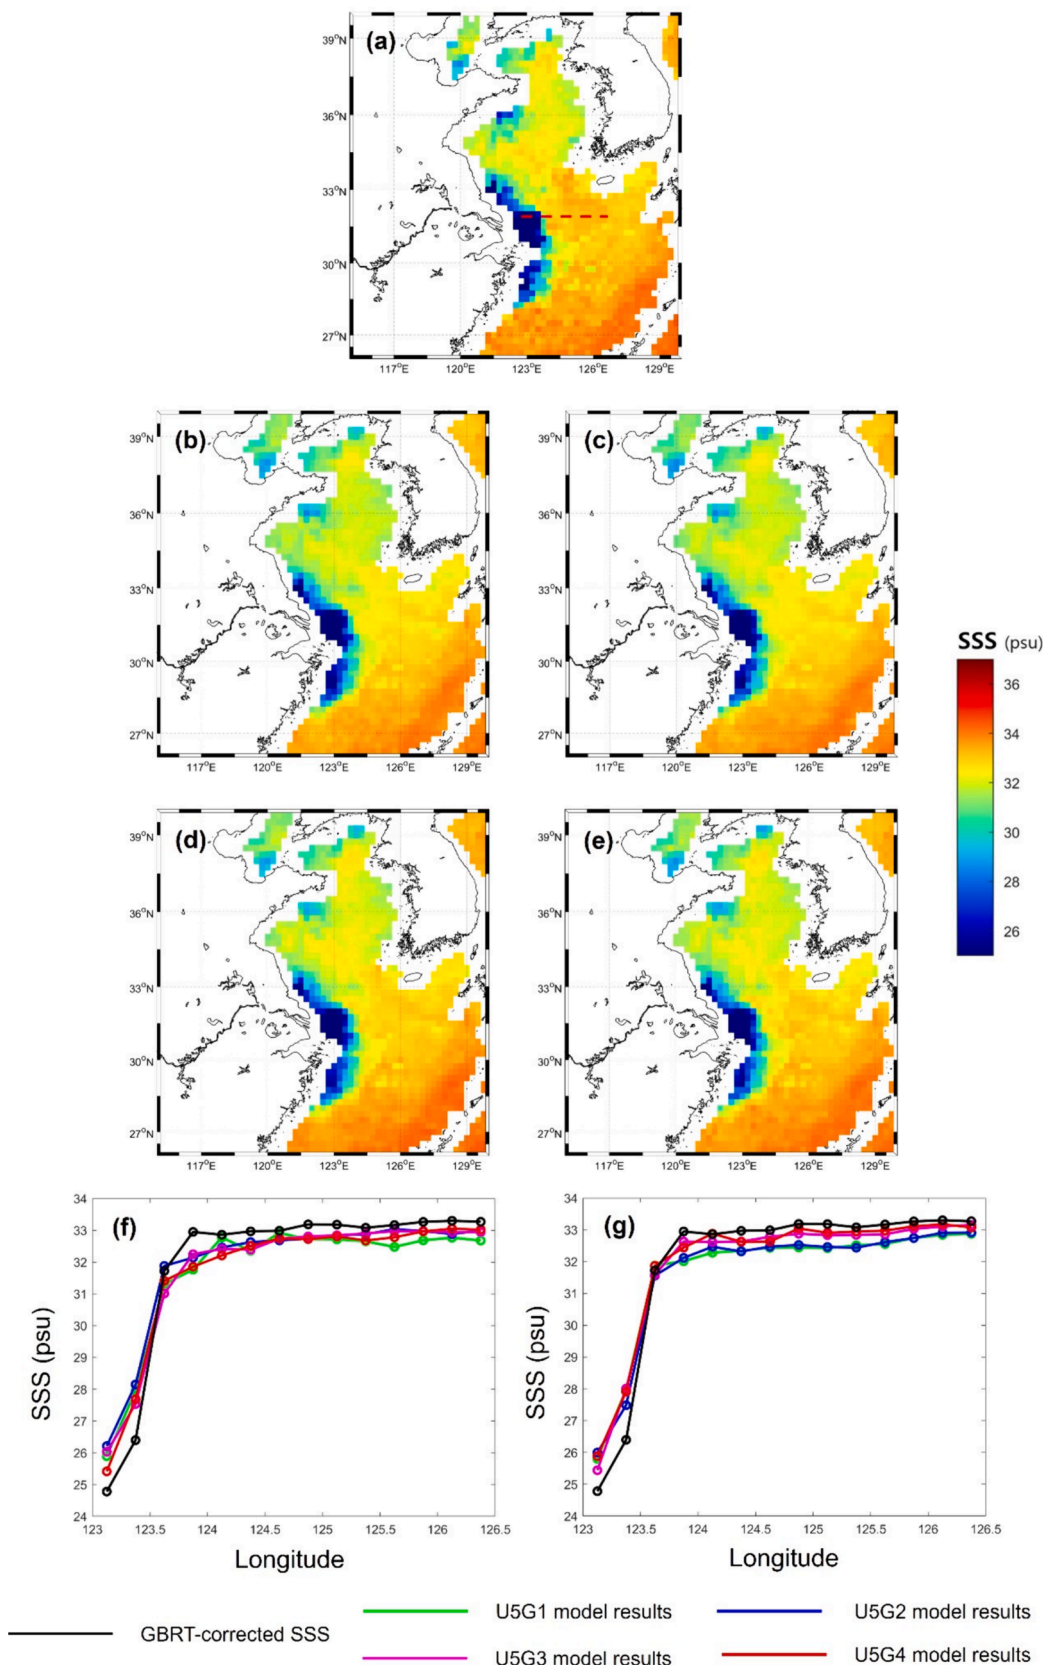 (a)
39°N
36°N
33°N
30°N
27°N
117°E 120°E 123°E 126°E 129°E
(b)
39°N
36°N
33°N
30°N
27°N
117°E 120°E 123°E 126°E 129°E
(c)
39°N
36°N
33°N
30°N
27°N
117°E 120°E 123°E 126°E 129°E
SSS (psu)
36
34
32
30
28
26
(d)
39°N
36°N
33°N
30°N
27°N
117°E 120°E 123°E 126°E 129°E
(e)
39°N
36°N
33°N
30°N
27°N
117°E 120°E 123°E 126°E 129°E
(f)
SSS (psu)
34
33
32
31
30
29
28
27
26
25
24
123 123.5 124 124.5 125 125.5 126 126.5
Longitude
(g)
SSS (psu)
34
33
32
31
30
29
28
27
26
25
24
123 123.5 124 124.5 125 125.5 126 126.5
Longitude
GBRT-corrected SSS
U5G1 model results
U5G2 model results
U5G3 model results
U5G4 model results